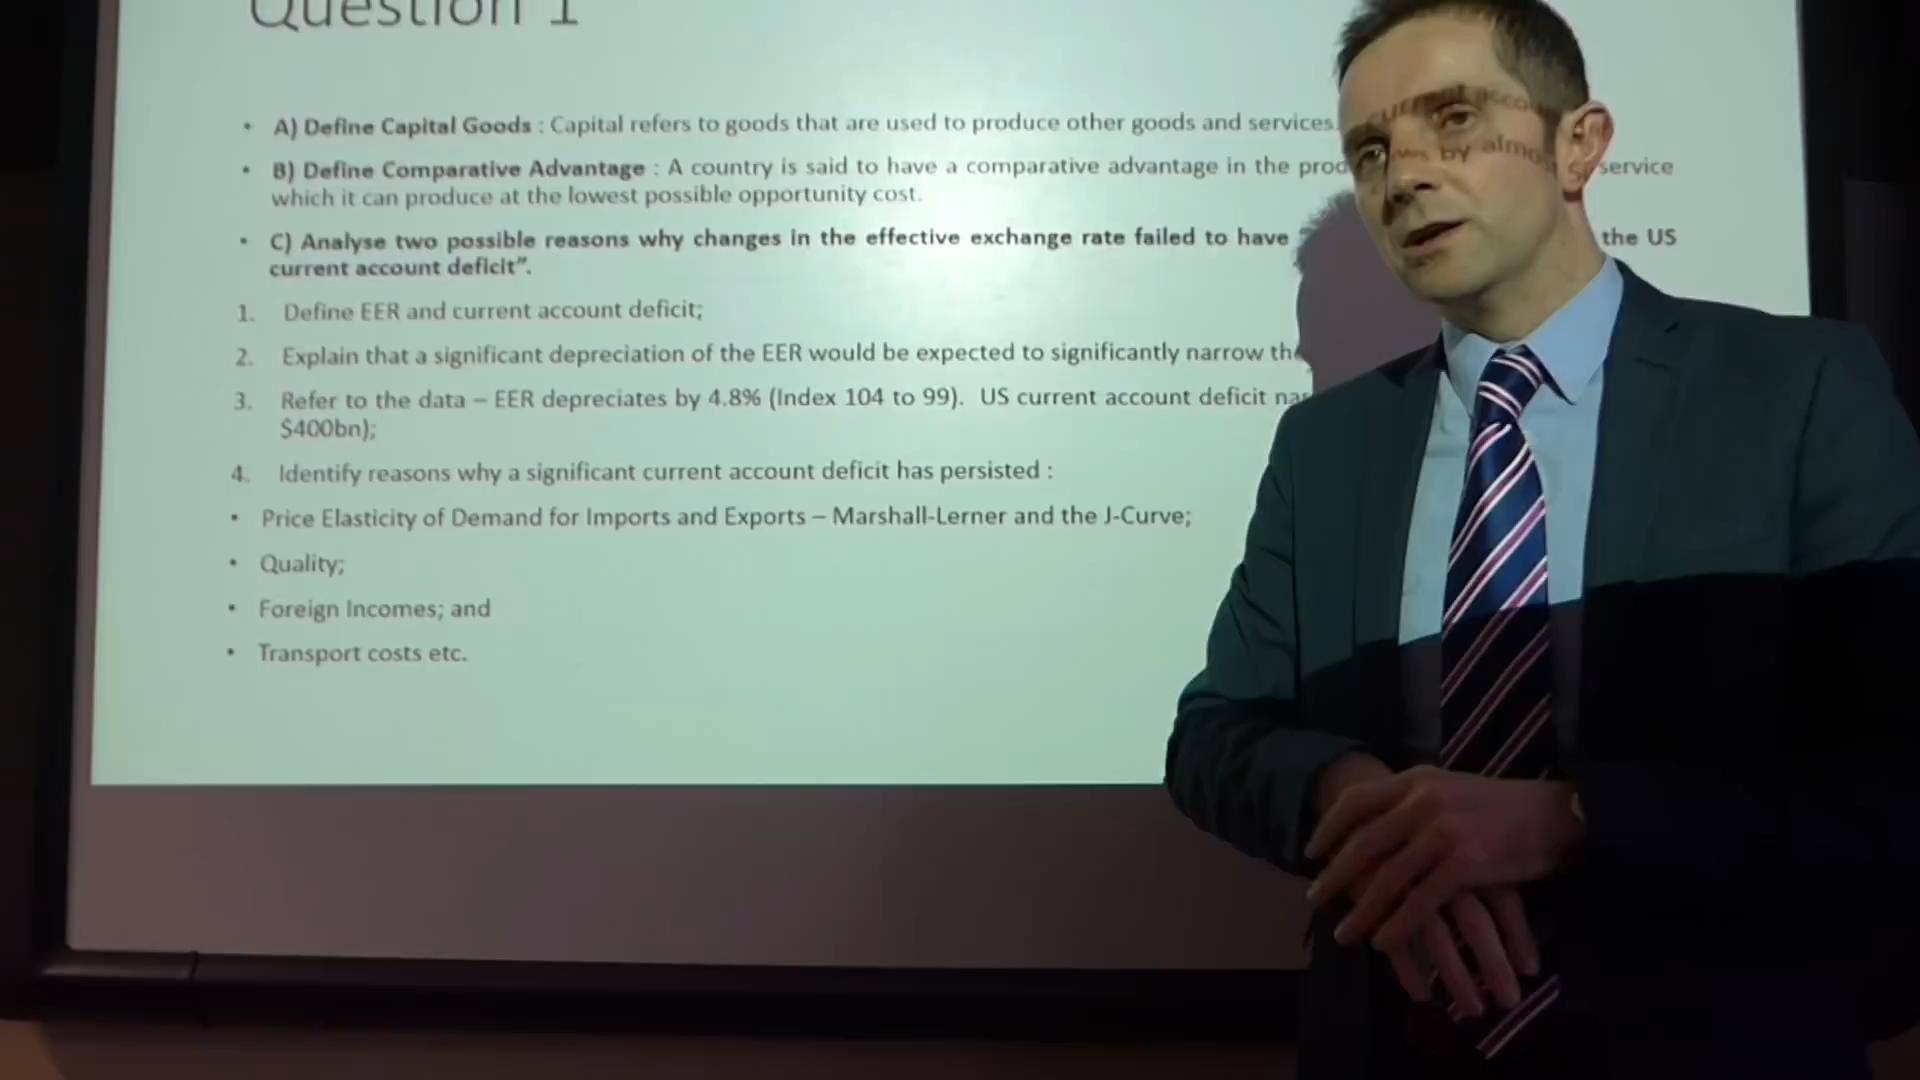 Question 1
• A) Define Capital Goods : Capital refers to goods that are used to produce other goods and services.
• B) Define Comparative Advantage : A country is said to have a comparative advantage in the service
which it can produce at the lowest possible opportunity cost.
• C) Analyse two possible reasons why changes in the effective exchange rate failed to have the US
current account deficit”.
1. Define EER and current account deficit;
2. Explain that a significant depreciation of the EER would be expected to significantly narrow
3. Refer to the data – EER depreciates by 4.8% (Index 104 to 99). US current account deficit by almost
$400bn);
4. Identify reasons why a significant current account deficit has persisted :
• Price Elasticity of Demand for Imports and Exports – Marshall-Lerner and the J-Curve;
• Quality;
• Foreign Incomes; and
• Transport costs etc.